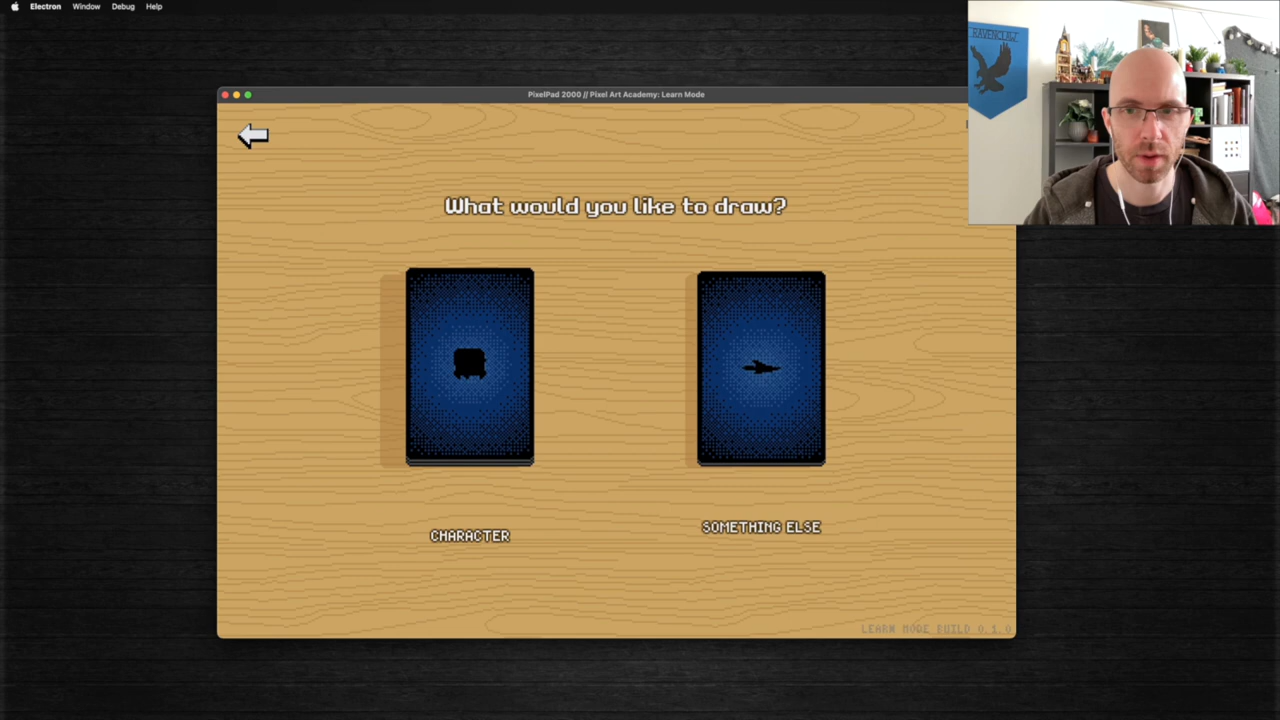 Electron Window Debug Help
RAVENCLAW
PixelPad 2000 // Pixel Art Academy: Learn Mode
What would you like to draw?
CHARACTER
SOMETHING ELSE
LEARN MODE BUILD 0.1.0